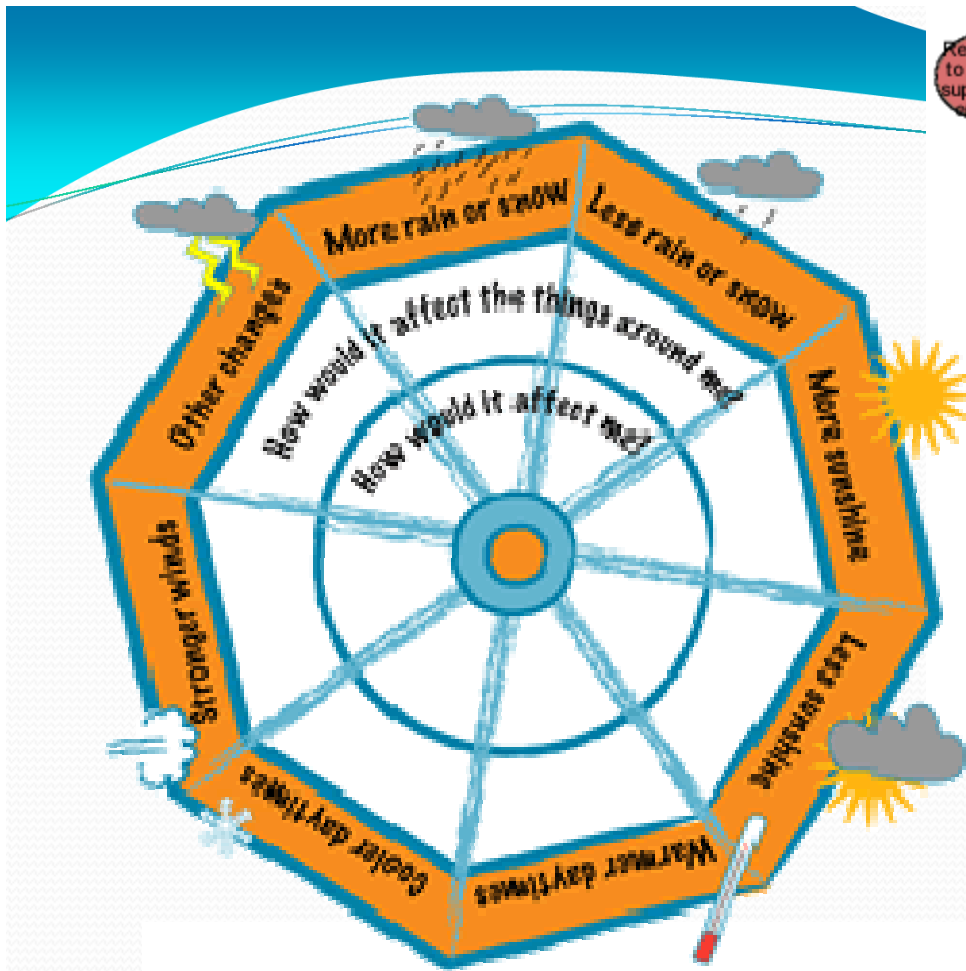 More rain or snow
Less rain or snow
More sunshine
Less sunshine
Warmer daytimes
Cooler daytimes
Stronger winds
Other changes
How would it affect the things around me?
How would it affect me?
to